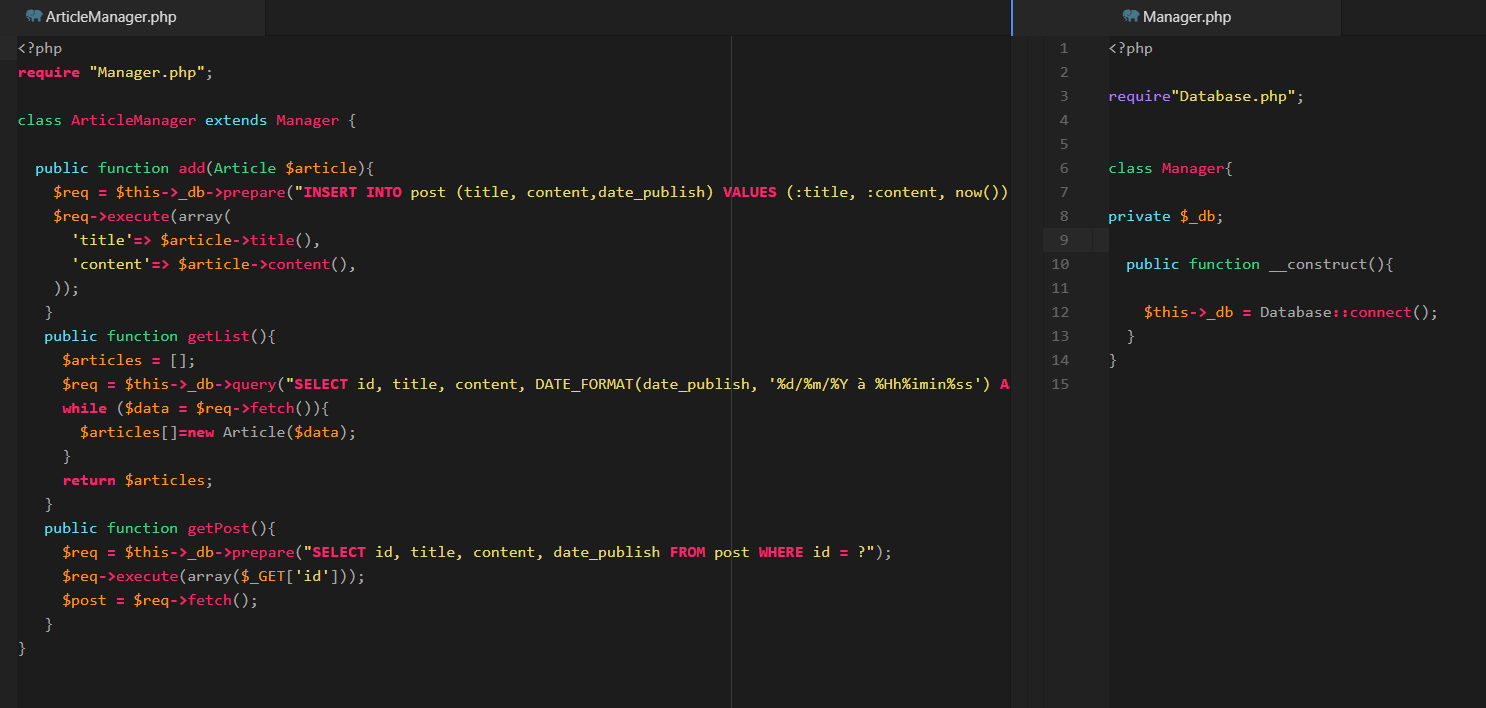 ArticleManager.php
<?php
require "Manager.php";
class ArticleManager extends Manager {
public function add(Article $article){
$req = $this->_db->prepare("INSERT INTO post (title, content,date_publish) VALUES (:title, :content, now())
$req->execute(array(
'title'=> $article->title(),
'content'=> $article->content(),
));
}
public function getList(){
$articles = [];
$req = $this->_db->query("SELECT id, title, content, DATE_FORMAT(date_publish, '%d/%m/%Y à %Hh%imin%ss') A
while ($data = $req->fetch()){
$articles[]=new Article($data);
}
return $articles;
}
public function getPost(){
$req = $this->_db->prepare("SELECT id, title, content, date_publish FROM post WHERE id = ?");
$req->execute(array($_GET['id']));
$post = $req->fetch();
}
}
Manager.php
1 <?php
2
3 require"Database.php";
4
5
6 class Manager{
7
8 private $_db;
9
10 public function __construct(){
11
12 $this->_db = Database::connect();
13 }
14 }
15